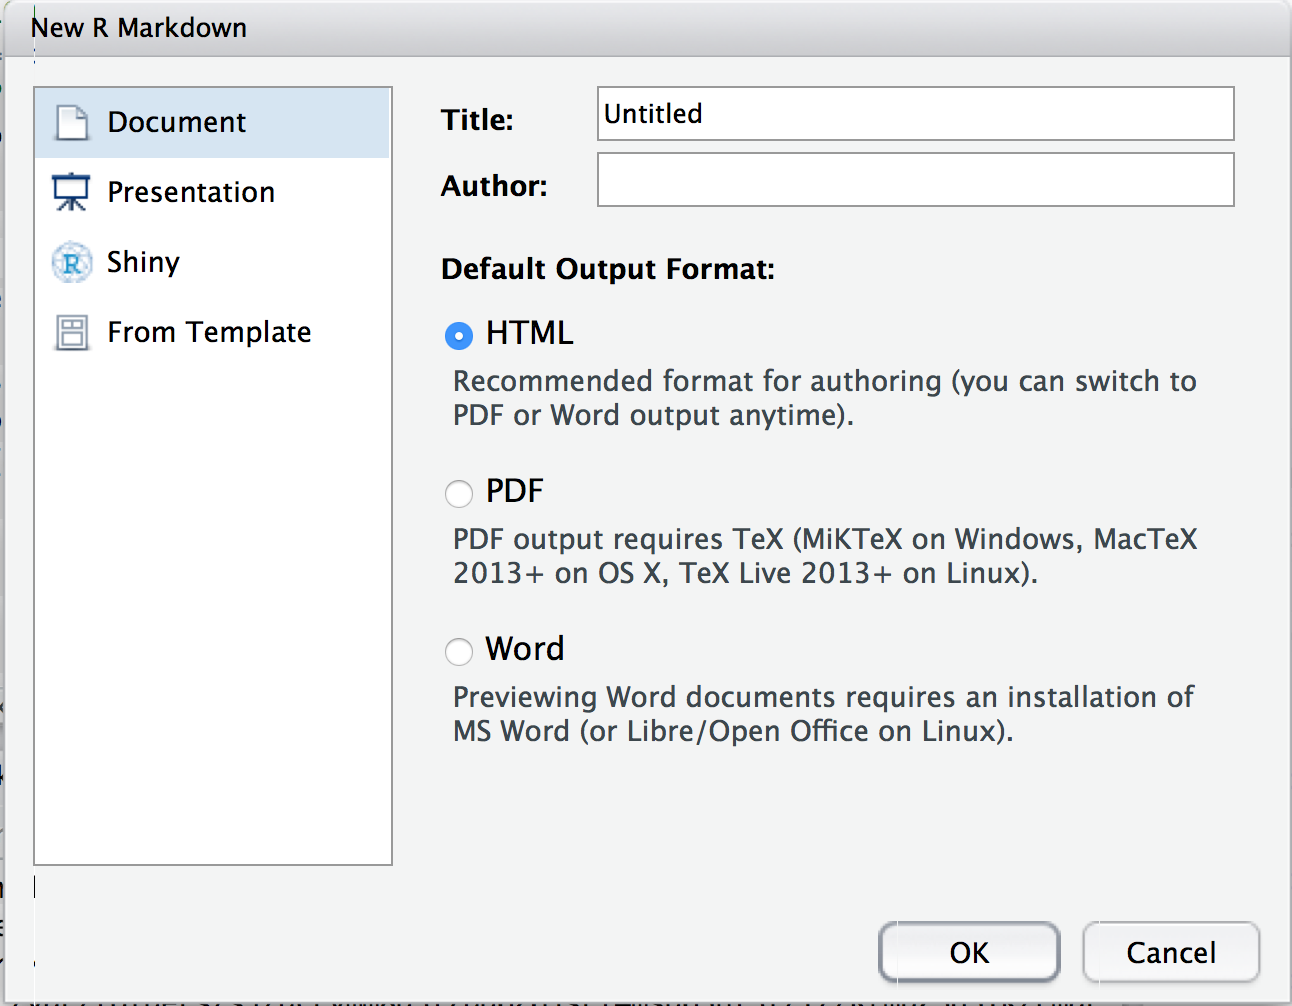 New R Markdown
Document
Presentation
Shiny
From Template
Title:
Untitled
Author:
Default Output Format:
HTML
Recommended format for authoring (you can switch to
PDF or Word output anytime).
PDF
PDF output requires TeX (MiKTeX on Windows, MacTeX
2013+ on OS X, TeX Live 2013+ on Linux).
Word
Previewing Word documents requires an installation of
MS Word (or Libre/Open Office on Linux).
OK
Cancel